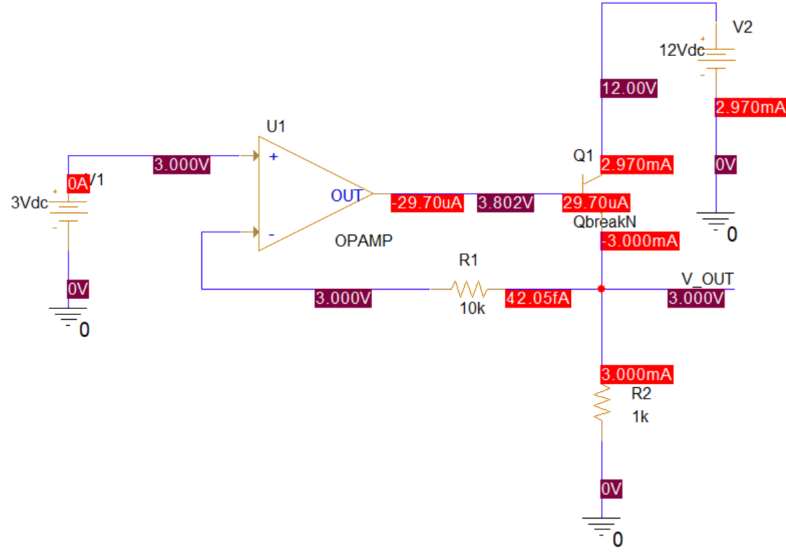 V2
12Vdc
+
-
12.00V
2.970mA
U1
Q1
3.000V
+
2.970mA
0A
V1
+
3Vdc
-
OUT
-29.70uA
3.802V
29.70uA
0V
QbreakN
-
OPAMP
-3.000mA
0
R1
V_OUT
0V
3.000V
42.05fA
3.000V
10k
0
3.000mA
R2
1k
0V
0